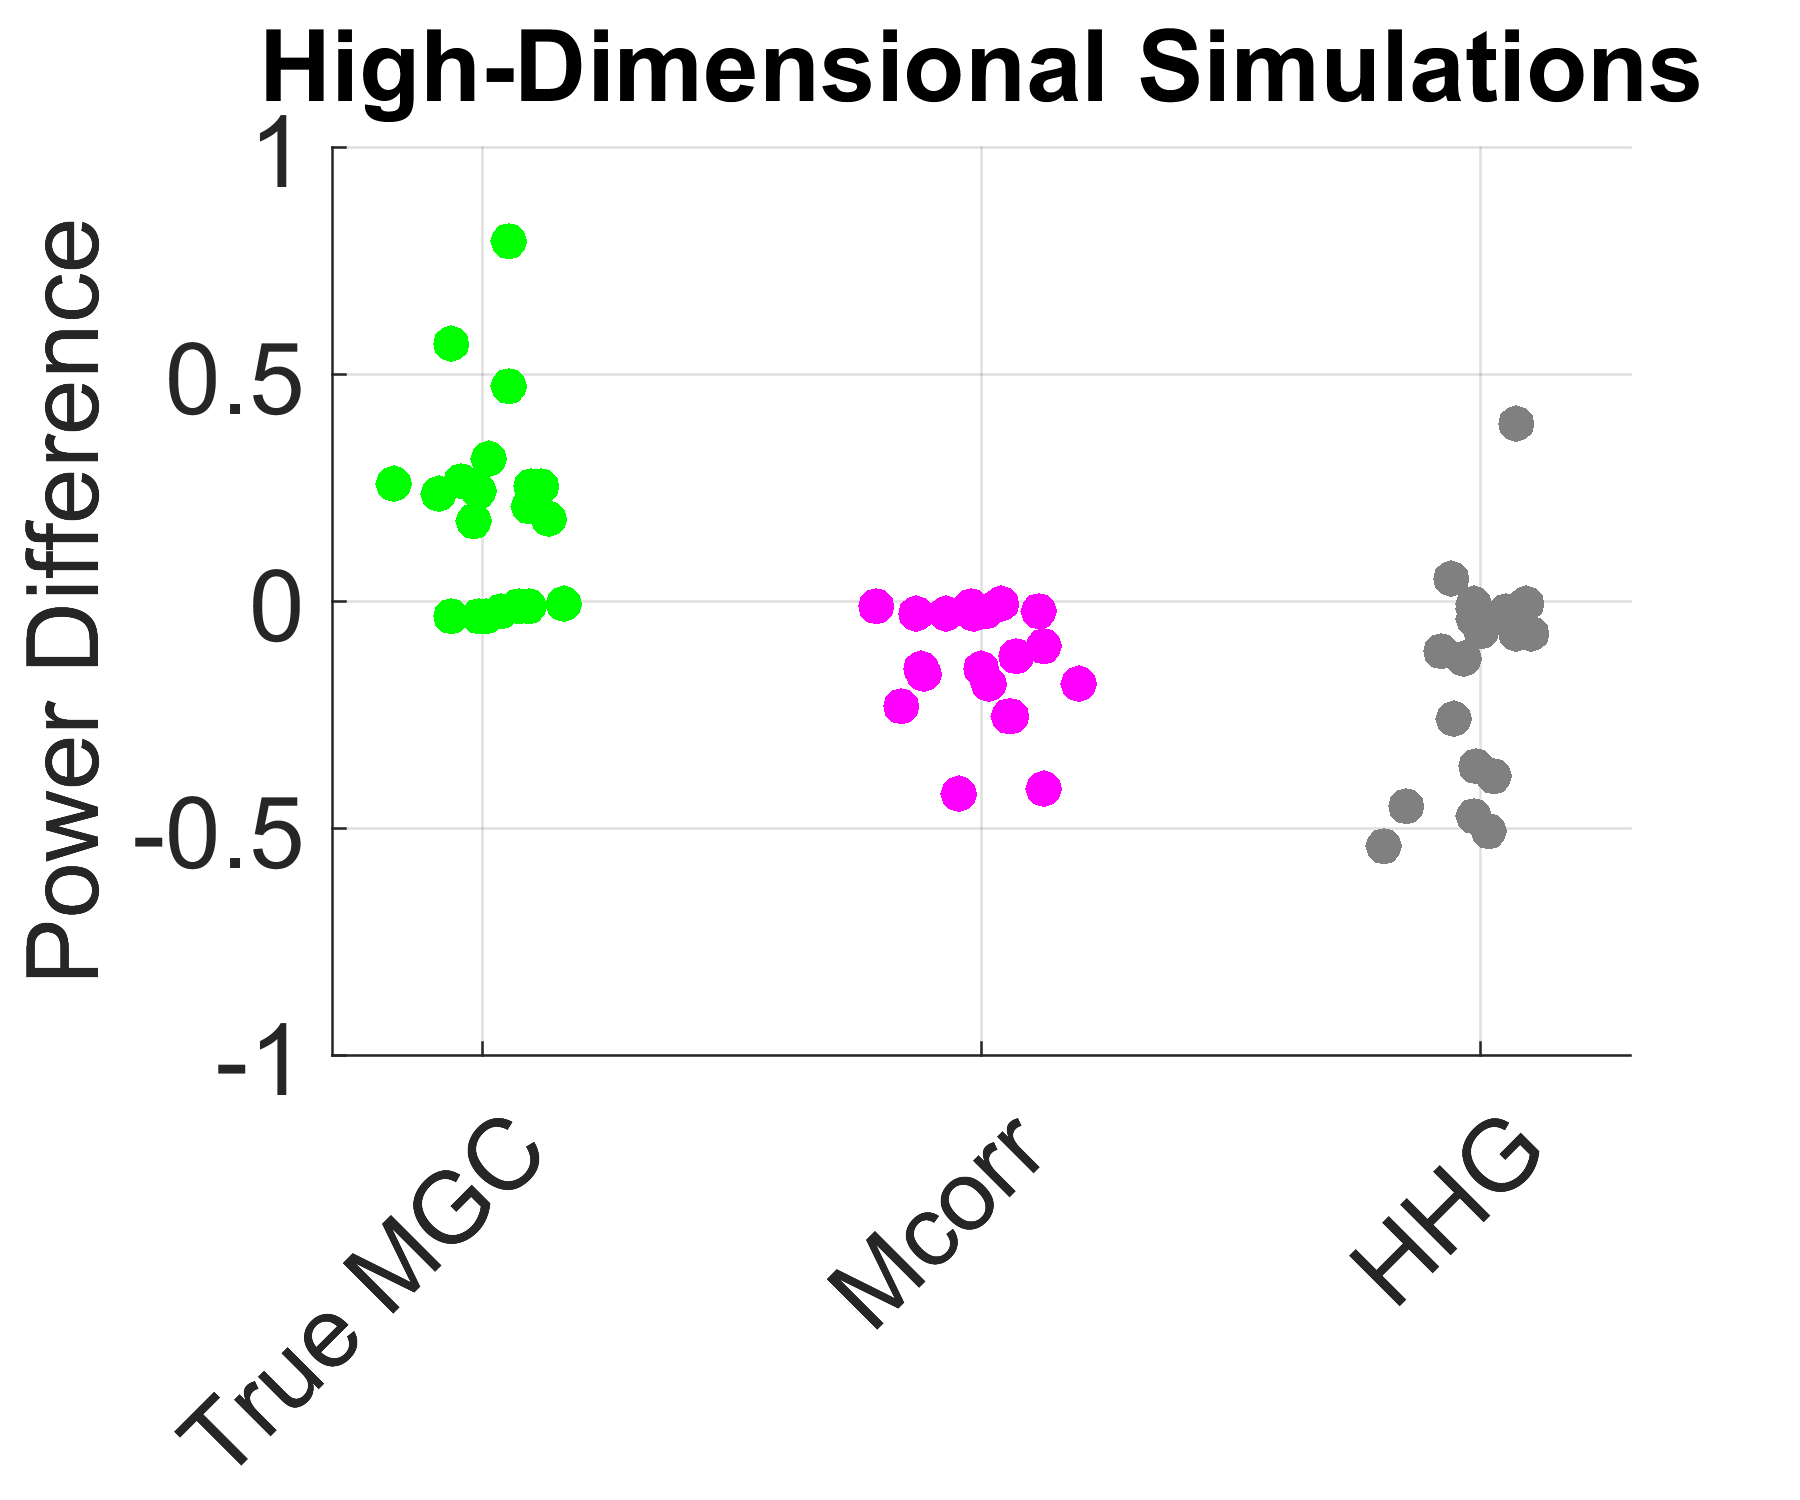 High-Dimensional Simulations
Power Difference
1
0.5
0
-0.5
-1
True MGC
Mcorr
HHG